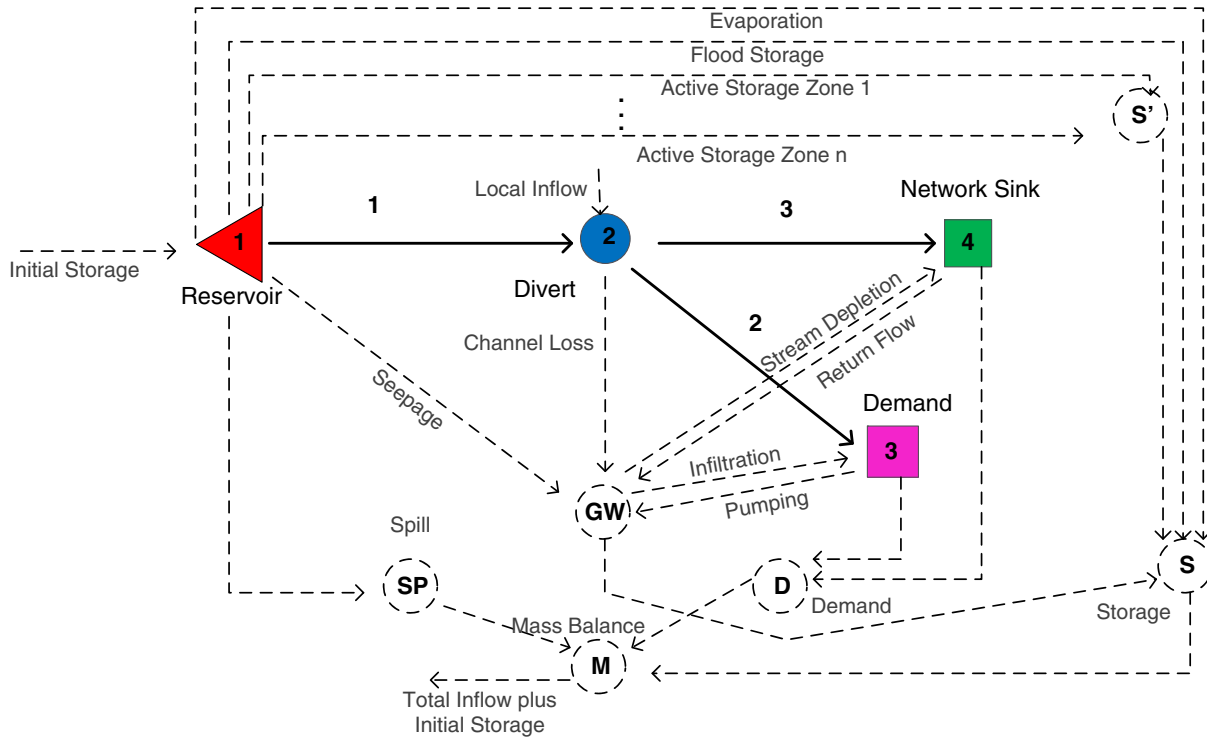 Evaporation
Flood Storage
Active Storage Zone 1
S’
Active Storage Zone n
Local Inflow
Network Sink
1
3
1
2
4
Initial Storage
Reservoir
Divert
Stream Depletion
2
Channel Loss
Return Flow
Seepage
Demand
3
Infiltration
Pumping
GW
Spill
SP
D
S
Demand
Storage
Mass Balance
M
Total Inflow plus
Initial Storage